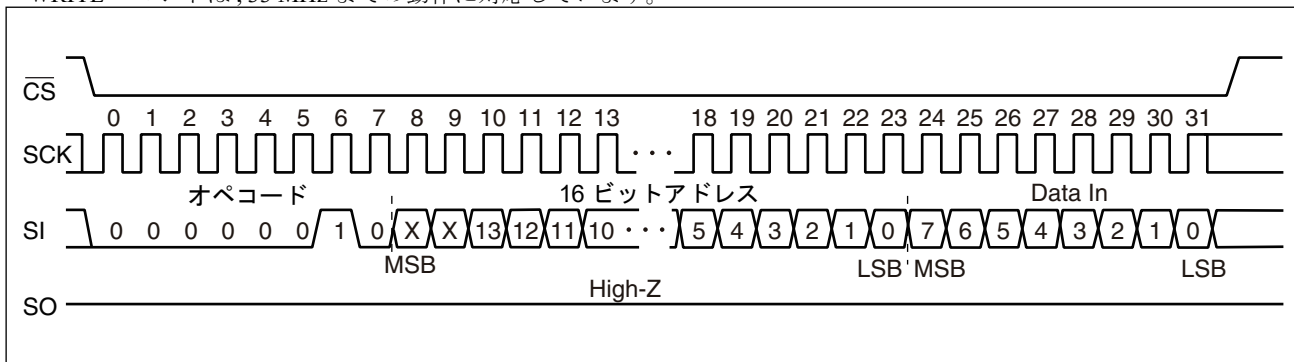 WRITE コマンドは, 33 MHz までの動作に対応しています。
CS
0 1 2 3 4 5 6 7 8 9 10 11 12 13 18 19 20 21 22 23 24 25 26 27 28 29 30 31
SCK ···
オペコード 16 ビットアドレス Data In
SI 0 0 0 0 0 0 1 0 X X 13 12 11 10 ··· 5 4 3 2 1 0 7 6 5 4 3 2 1 0
MSB LSB MSB LSB
High-Z
SO